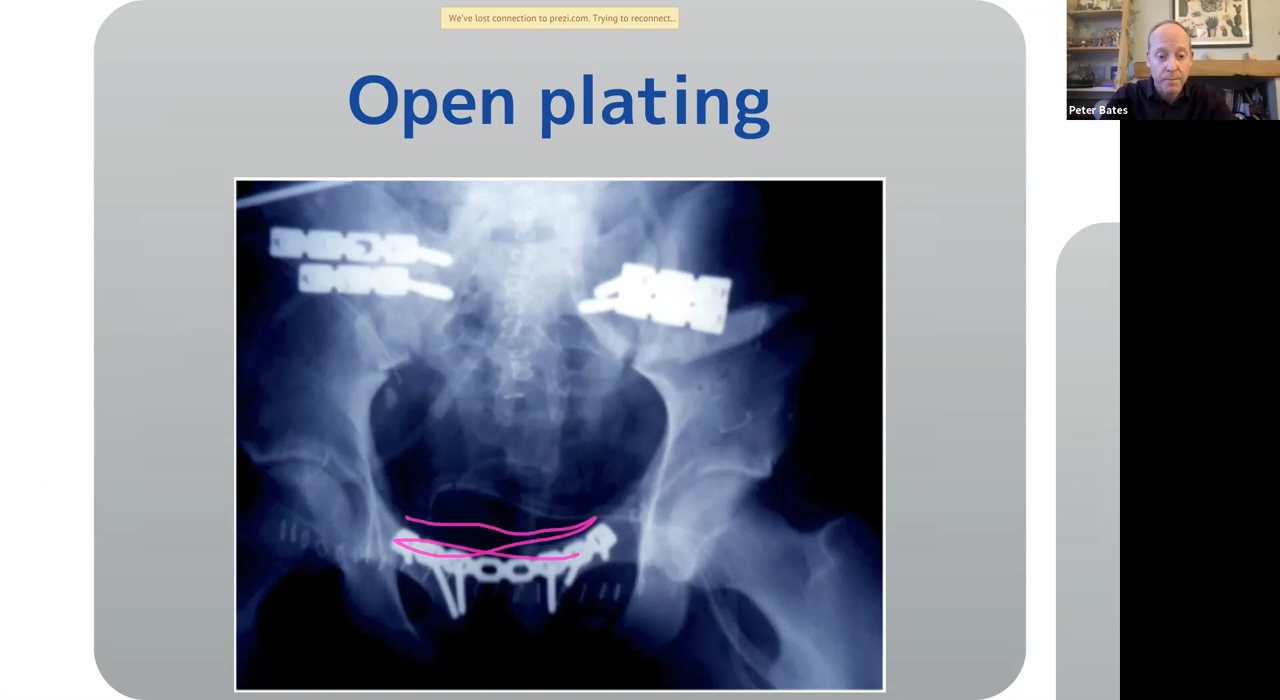 We've lost connection to prezi.com. Trying to reconnect...
Open plating
Peter Bates